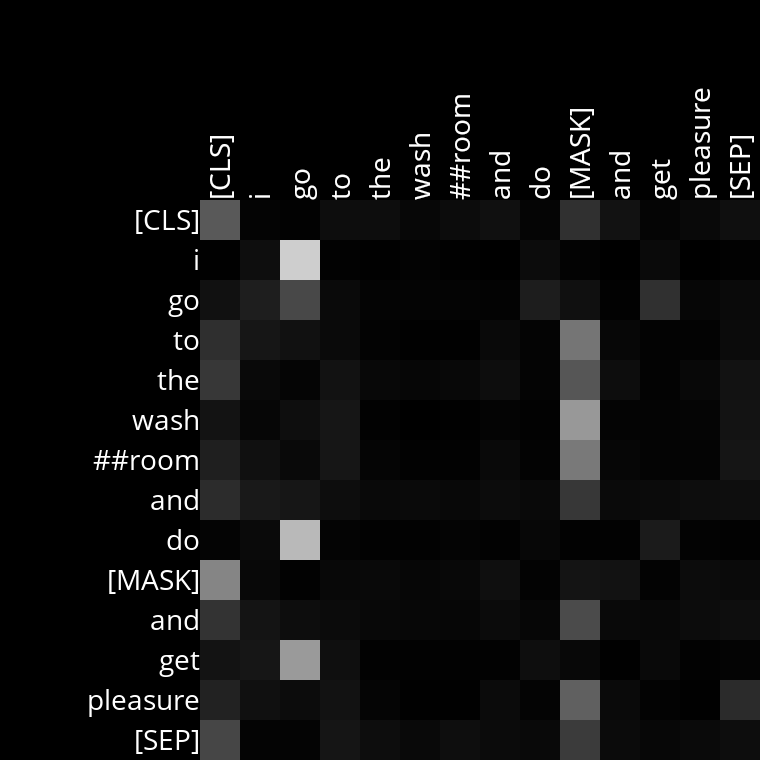 [CLS] i go to the wash ##room and do [MASK] and get pleasure [SEP]
[CLS]
i
go
to
the
wash
##room
and
do
[MASK]
and
get
pleasure
[SEP]